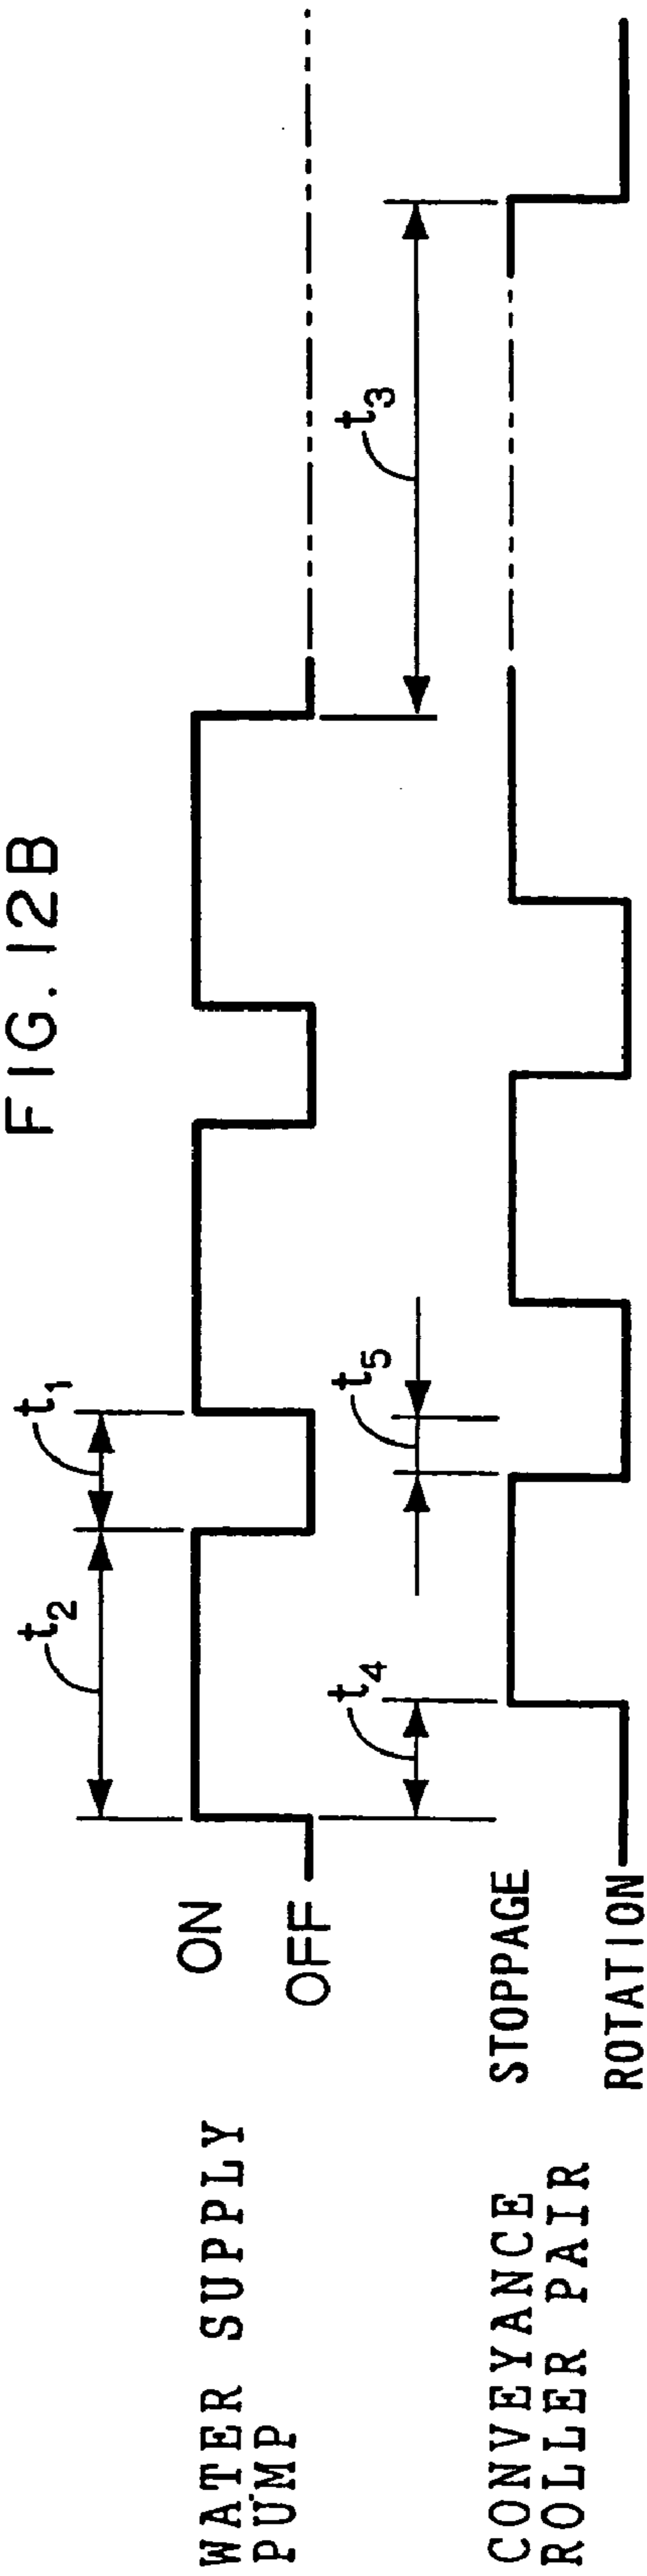 FIG. 12B
WATER SUPPLY
PUMP
ON
OFF
t2
t1
t3
t4
t5
CONVEYANCE
ROLLER PAIR
STOPPAGE
ROTATION